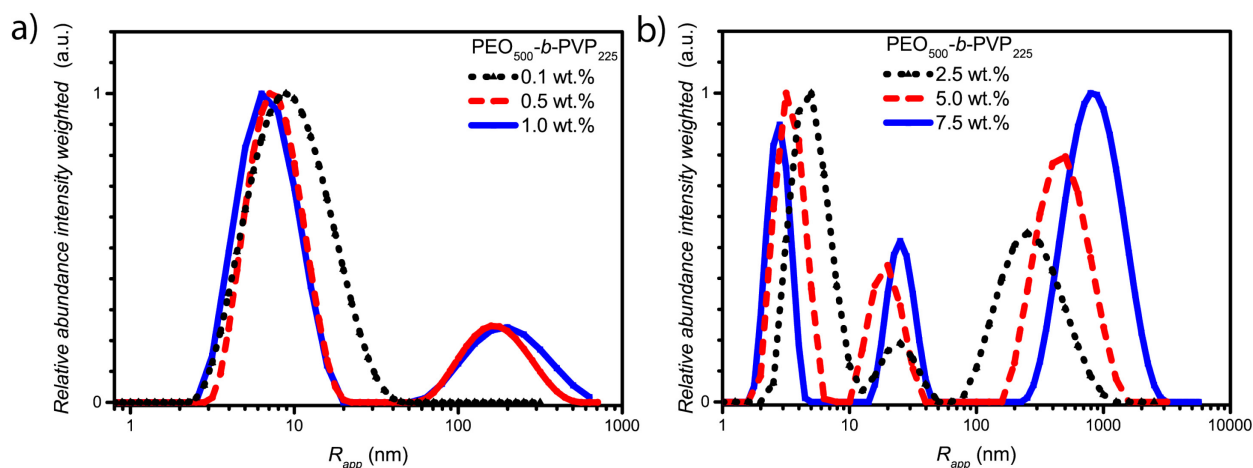 a)
Relative abundance intensity weighted (a.u.)
1
0
PEO500-b-PVP225
0.1 wt.%
0.5 wt.%
1.0 wt.%
1
10
100
1000
Rapp (nm)
b)
Relative abundance intensity weighted (a.u.)
1
0
PEO500-b-PVP225
2.5 wt.%
5.0 wt.%
7.5 wt.%
1
10
100
1000
10000
Rapp (nm)